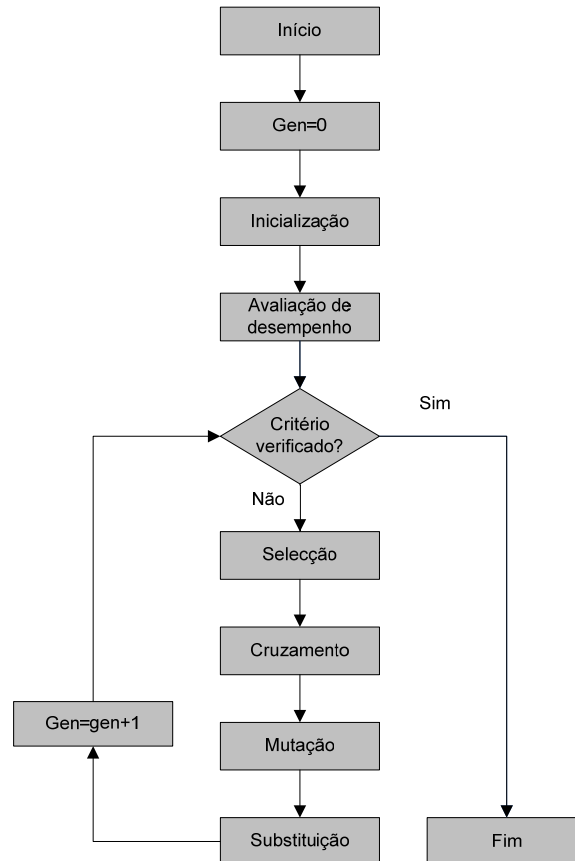 Início
Gen=0
Inicialização
Avaliação de
desempenho
Critério
verificado?
Sim
Não
Selecção
Cruzamento
Gen=gen+1
Mutação
Substituição
Fim